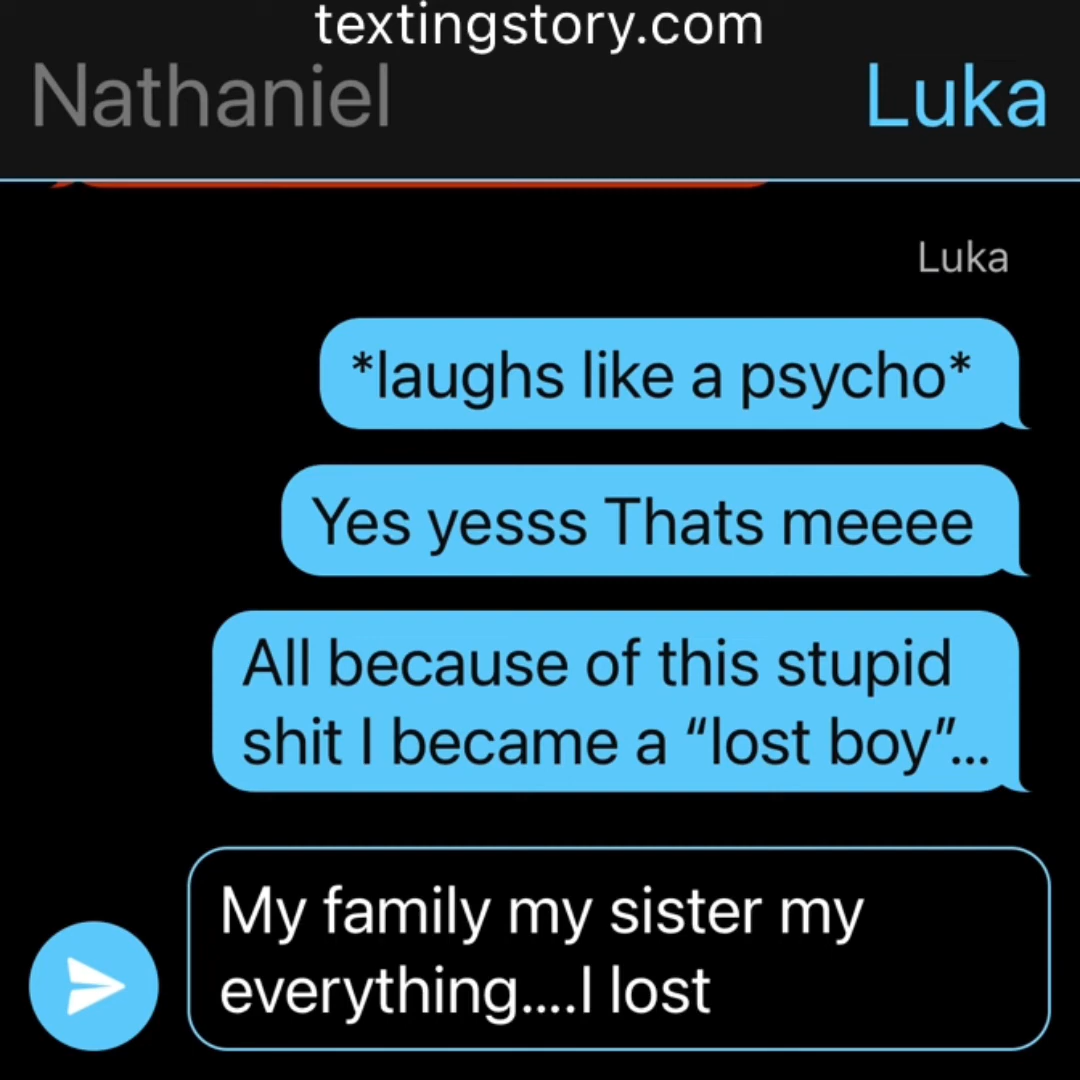 textingstory.com
Nathaniel
Luka
Luka
*laughs like a psycho*
Yes yesss Thats meeee
All because of this stupid
shit I became a “lost boy”...
My family my sister my
everything....I lost